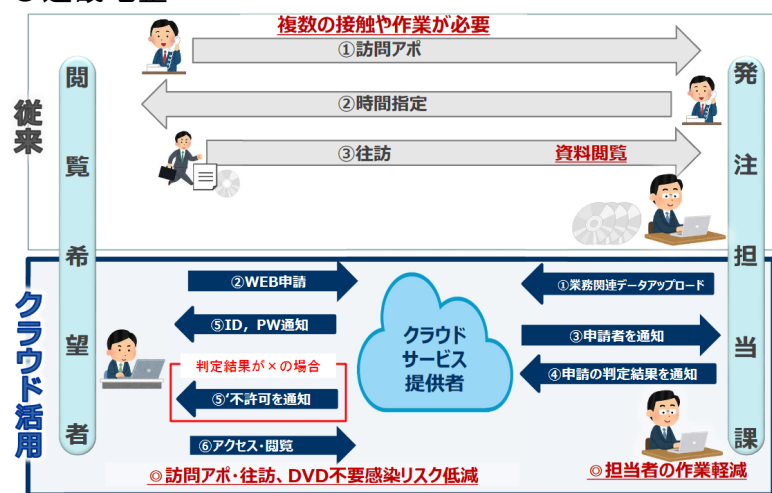 複数の接触や作業が必要
①訪問アポ
②時間指定
③往訪
資料閲覧
従来
閲覧希望者
発注担当課
クラウド活用
②WEB申請
①業務関連データアップロード
⑤ID，PW通知
クラウド
サービス
提供者
③申請者を通知
判定結果が×の場合
④申請の判定結果を通知
⑤‘不許可を通知
⑥アクセス・閲覧
◎訪問アポ・往訪、DVD不要感染リスク低減
◎担当者の作業軽減